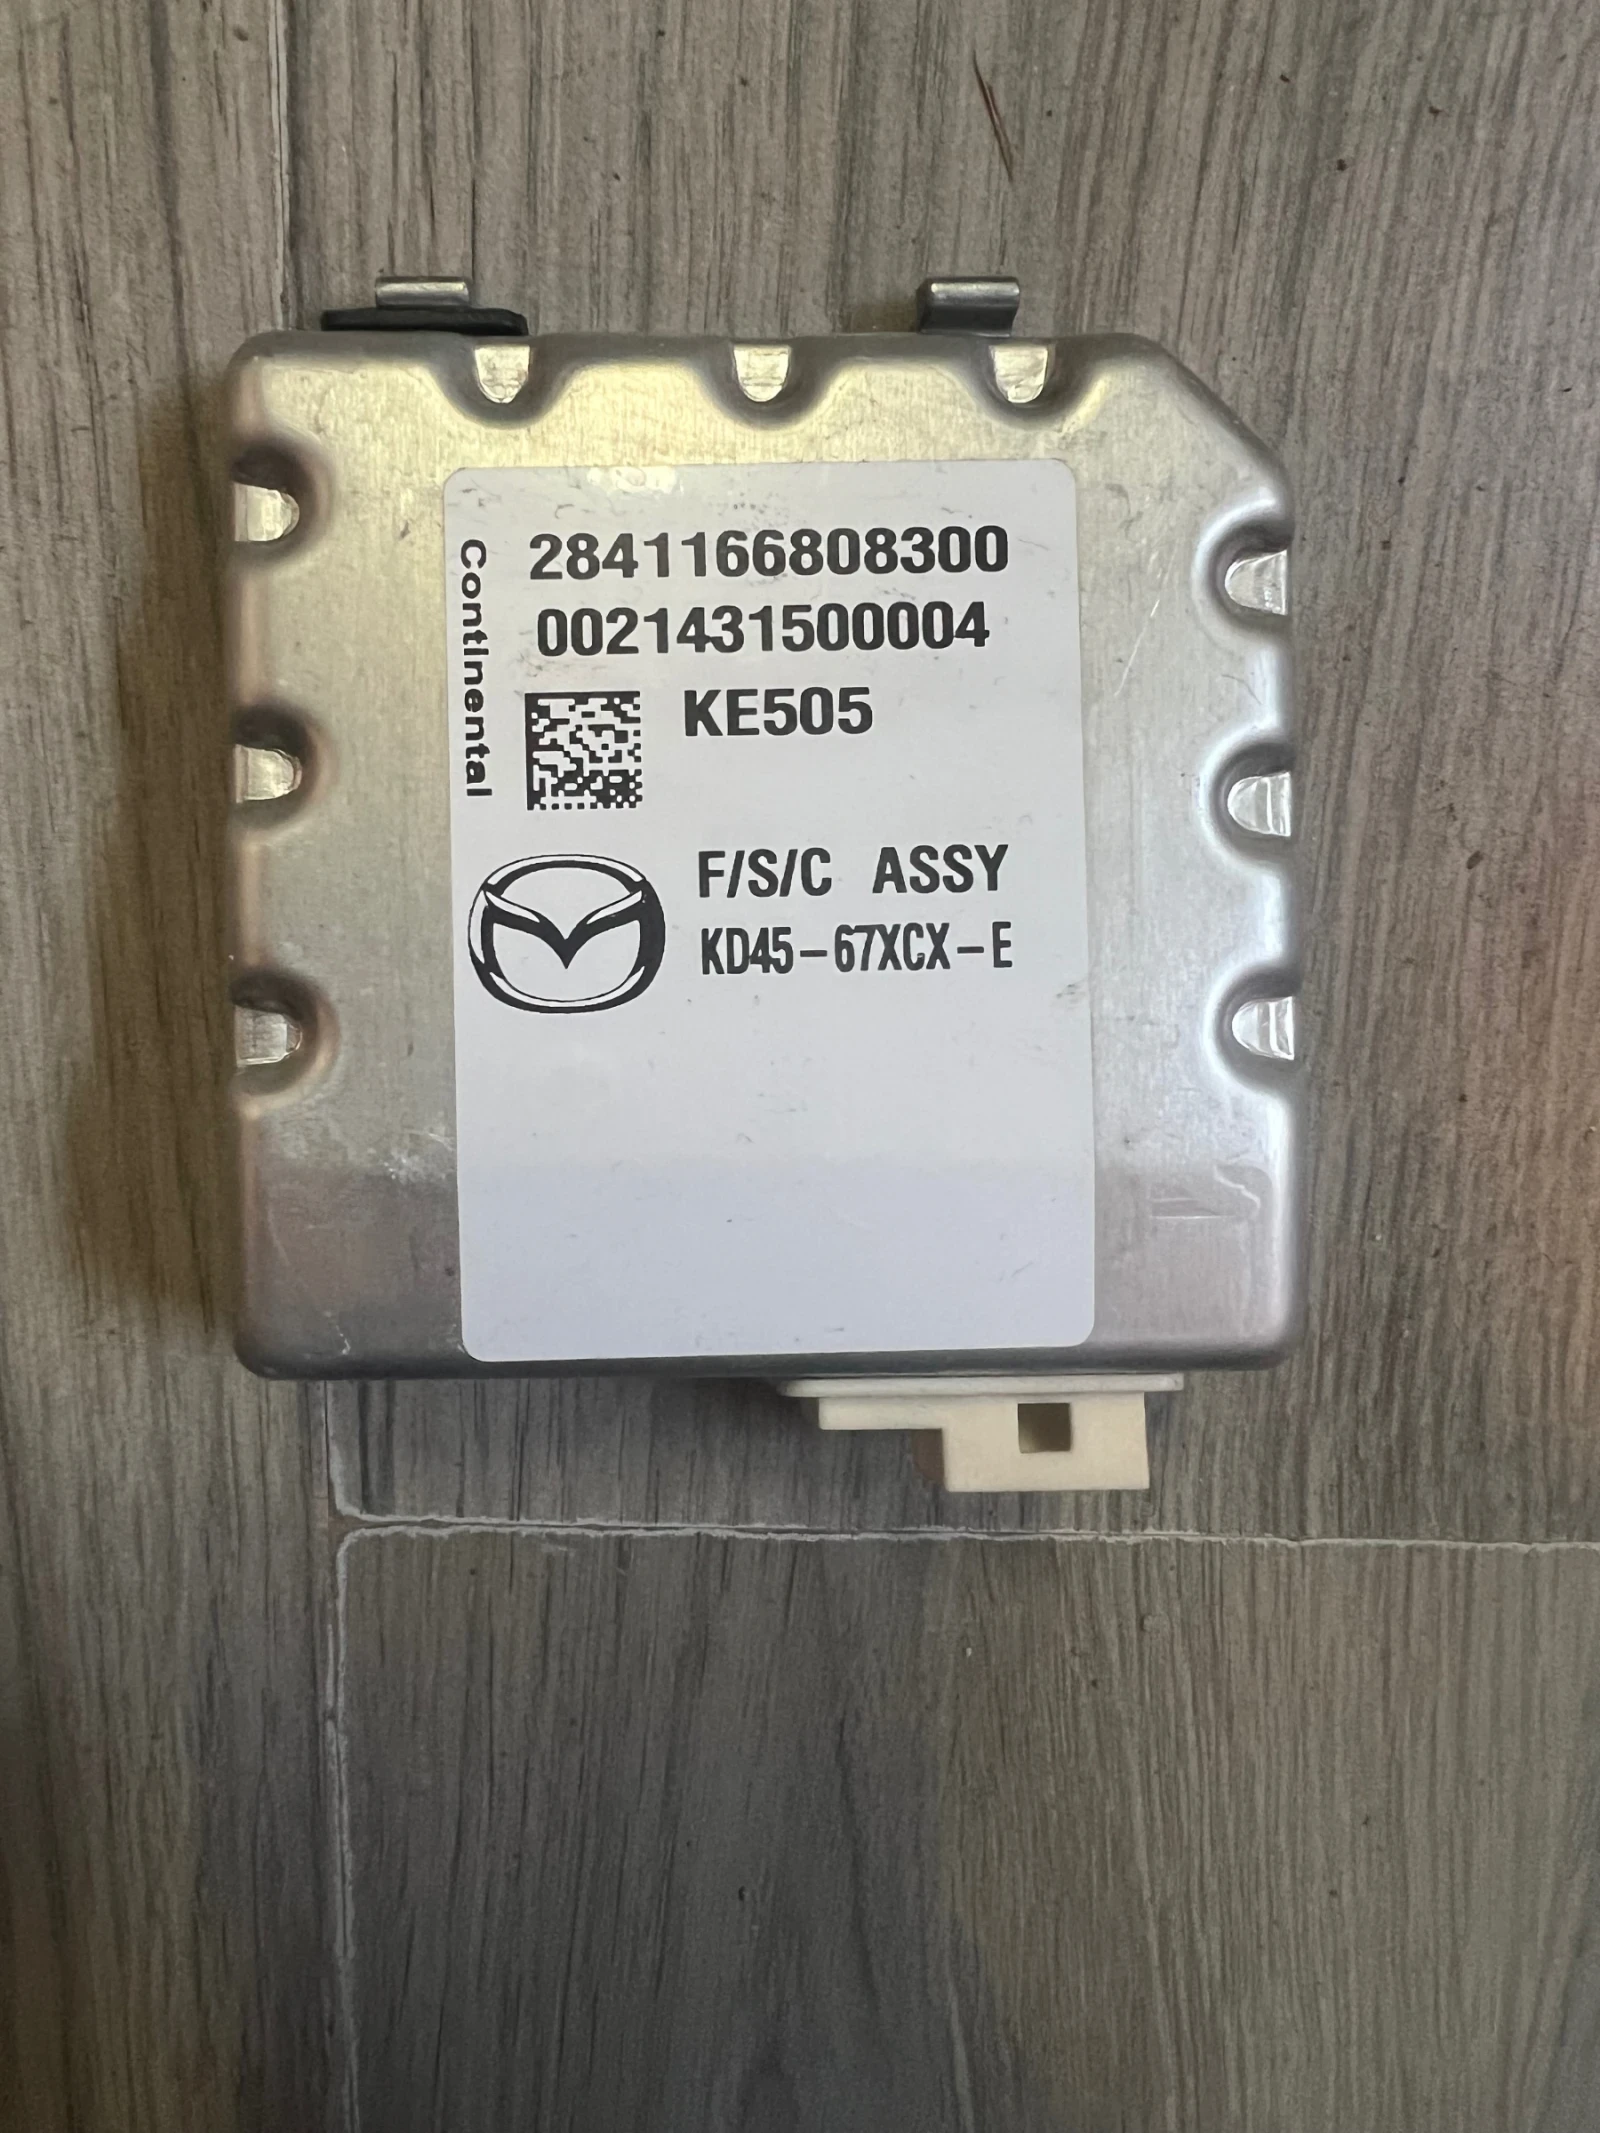 Continental
2841166808300
0021431500004
KE505
F/S/C ASSY
KD45-67XCX-E